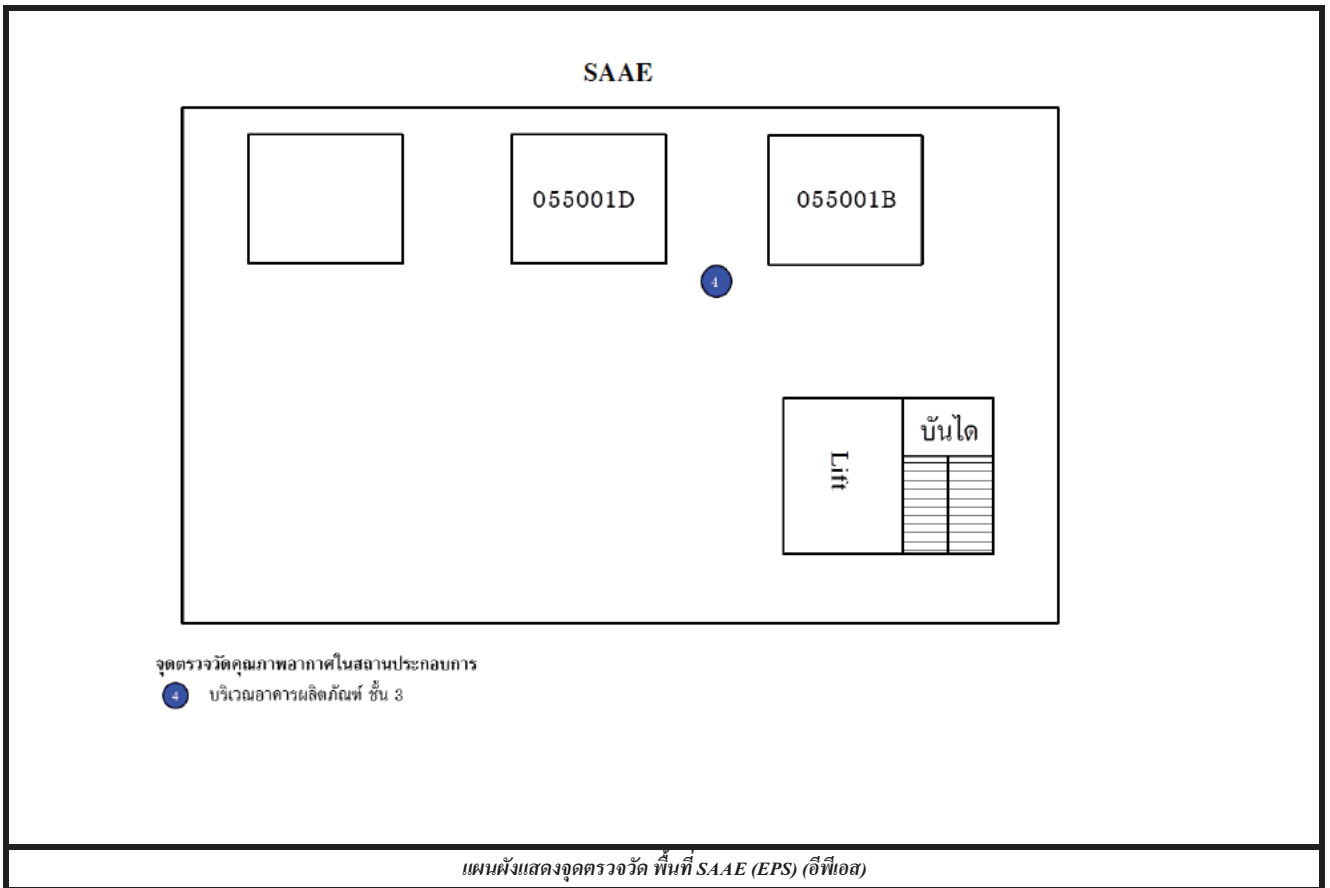 SAAE
055001D
055001B
4
บันได
Lift
จุดตรวจวัดคุณภาพอากาศในสถานประกอบการ
4 บริเวณอาคารผลิตภัณฑ์ ชั้น 3
แผนผังแสดงจุดตรวจวัด พื้นที่ SAAE (EPS) (อีพีเอส)